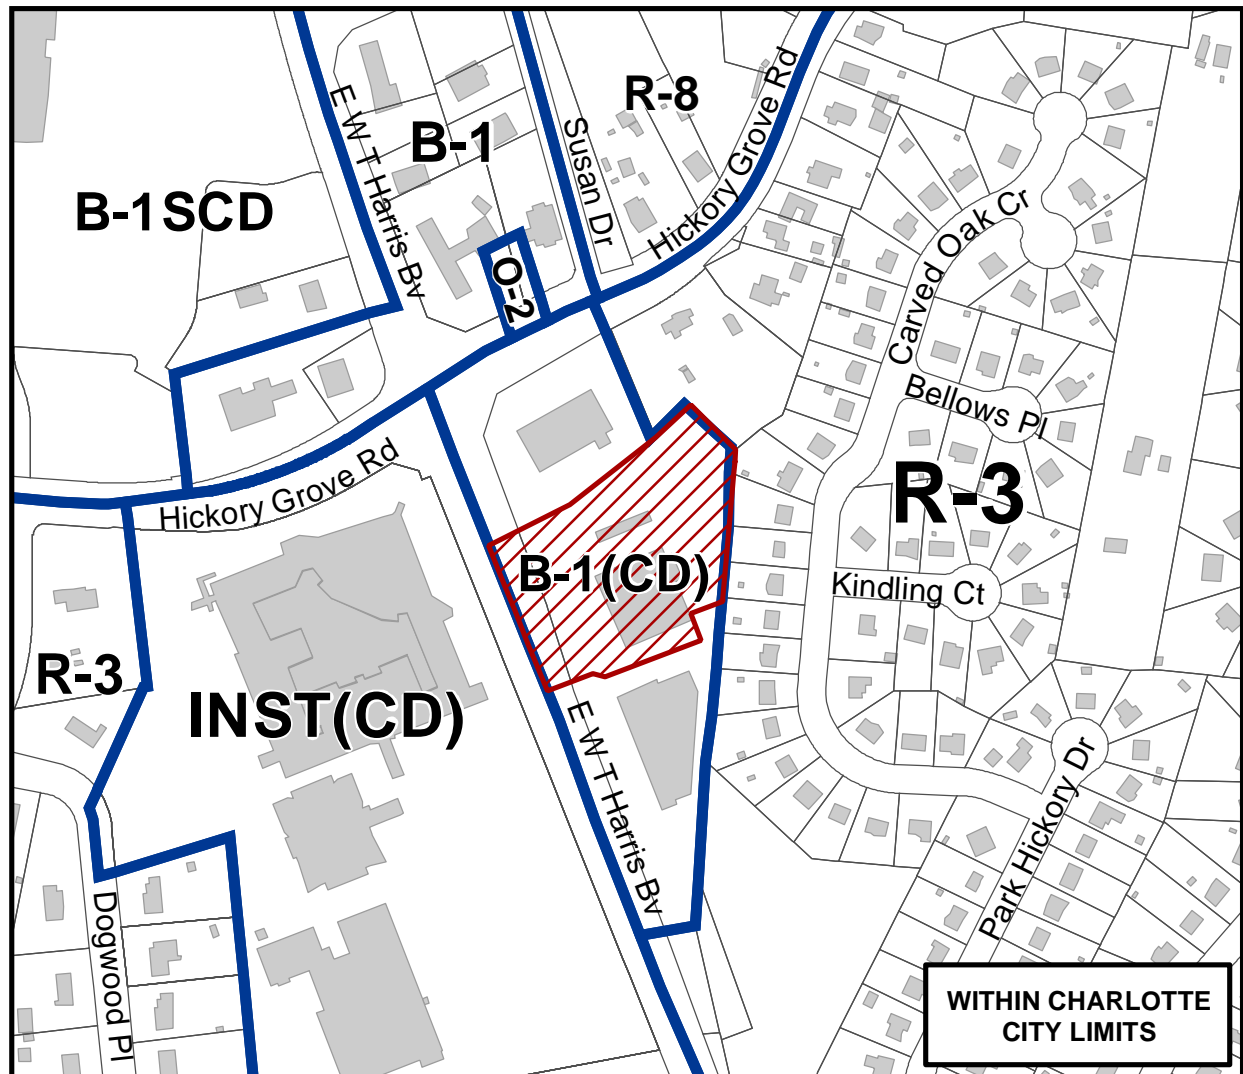 R-8
Hickory Grove Rd
E W T Harris Bv
B-1
Susan Dr
B-1SCD
Carved Oak Cr
O-2
Bellows Pl
R-3
Hickory Grove Rd
B-1(CD)
Kindling Ct
R-3
INST(CD)
E W T Harris Bv
Park Hickory Dr
Dogwood Pl
WITHIN CHARLOTTE
CITY LIMITS